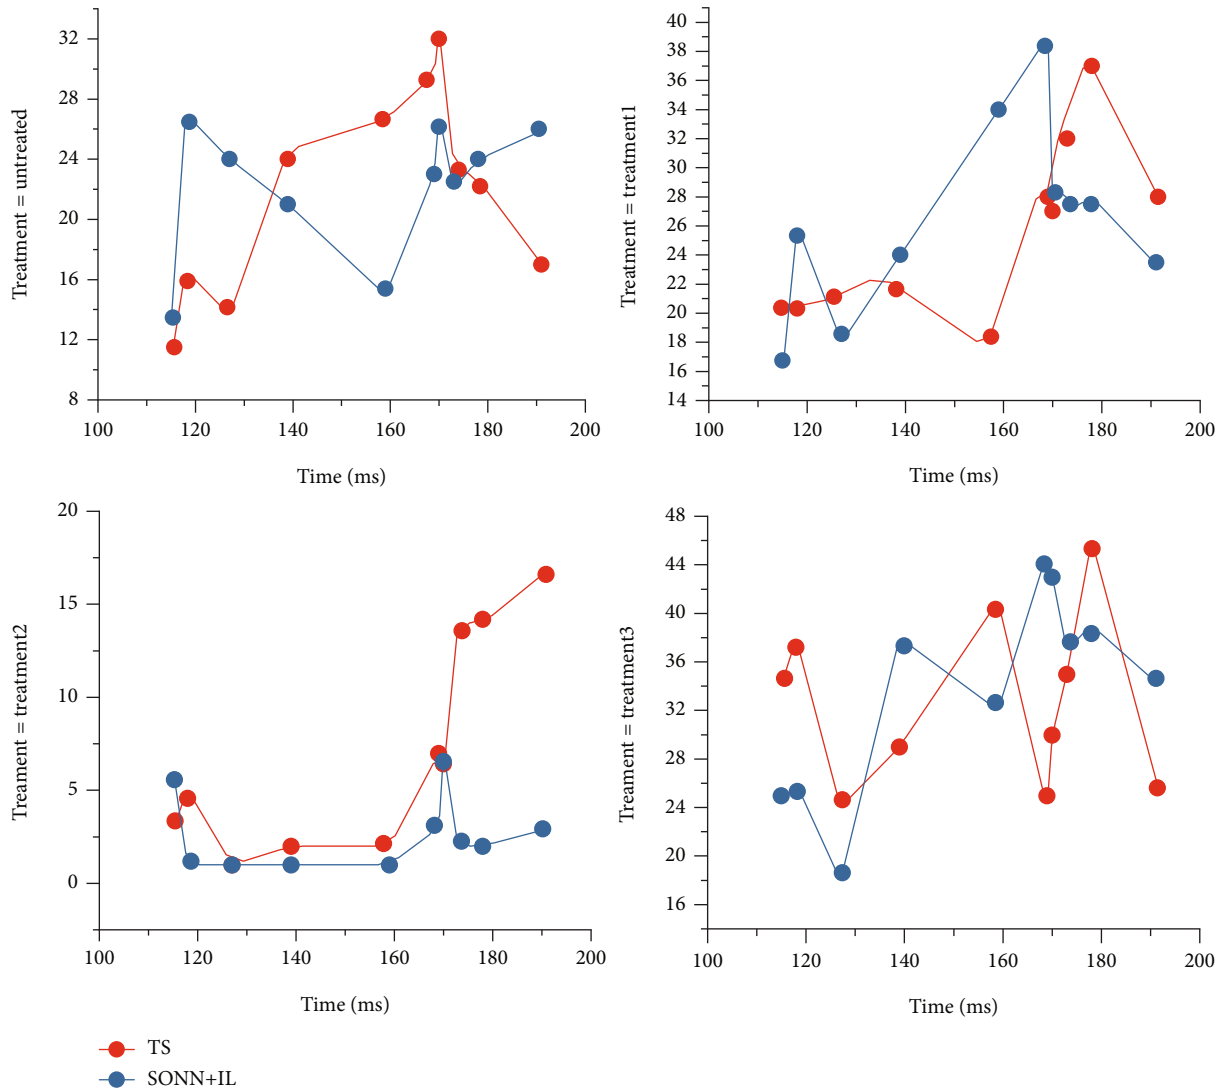 32
28
24
20
16
12
8
Treatment = untreated
100 120 140 160 180 200
Time (ms)
40
38
36
34
32
30
28
26
24
22
20
18
16
14
Treatment = treatment1
100 120 140 160 180 200
Time (ms)
20
15
10
5
0
Treament = treatment2
100 120 140 160 180 200
Time (ms)
48
44
40
36
32
28
24
20
16
Treament = treatment3
100 120 140 160 180 200
Time (ms)
TS
SONN+IL